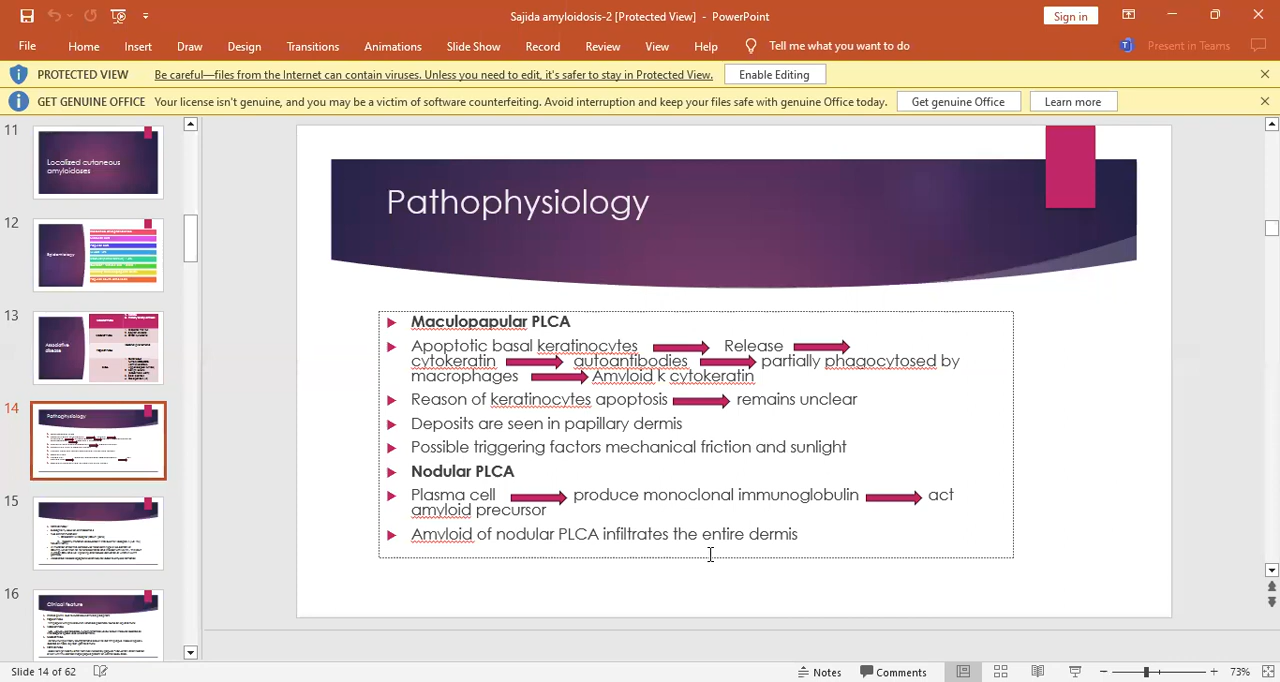 Sajida amyloidosis-2 [Protected View] - PowerPoint
Sign in
File Home Insert Draw Design Transitions Animations Slide Show Record Review View Help Tell me what you want to do Present in Teams
PROTECTED VIEW Be careful—files from the Internet can contain viruses. Unless you need to edit, it's safer to stay in Protected View. Enable Editing
GET GENUINE OFFICE Your license isn't genuine, and you may be a victim of software counterfeiting. Avoid interruption and keep your files safe with genuine Office today. Get genuine Office Learn more
11
Localized cutaneous
amyloidoses
12
Epidemiology
13
Associative
disease
14
Pathophysiology
15
16
Clinical feature
Pathophysiology
Maculopapular PLCA
Apoptotic basal keratinocytes Release
cytokeratin autoantibodies partially phagocytosed by
macrophages Amyloid k cytokeratin
Reason of keratinocytes apoptosis remains unclear
Deposits are seen in papillary dermis
Possible triggering factors mechanical friction and sunlight
Nodular PLCA
Plasma cell produce monoclonal immunoglobulin act
amyloid precursor
Amyloid of nodular PLCA infiltrates the entire dermis
Slide 14 of 62 Notes Comments 73%